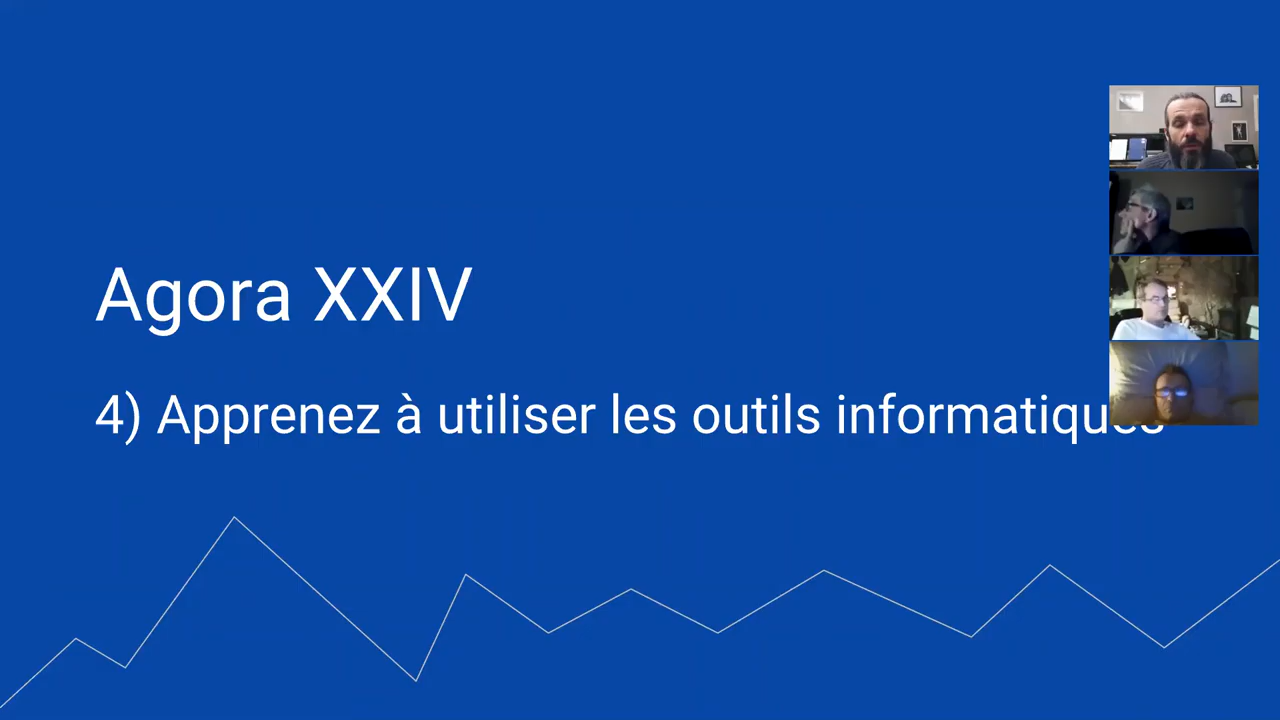 Agora XXIV
4) Apprenez à utiliser les outils informatiques